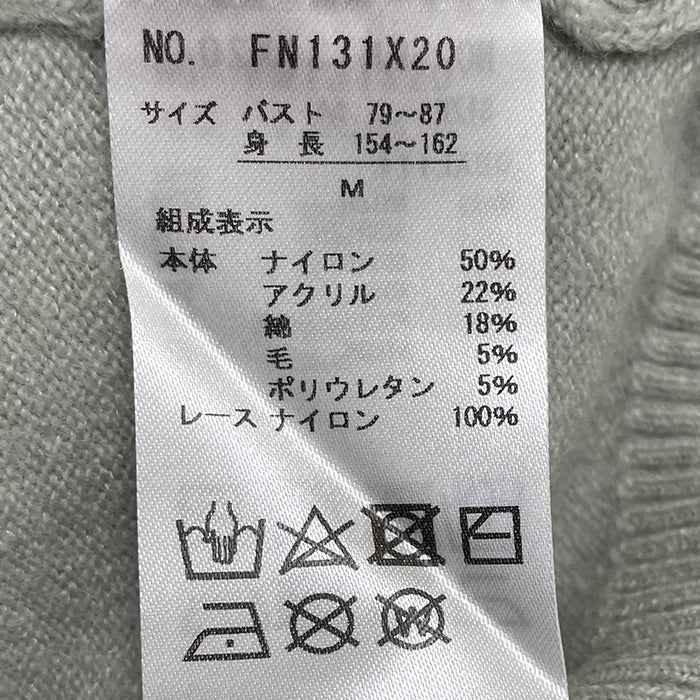 NO. FN131X20
サイズ バスト 79～87
身 長 154～162
M
組成表示
本体 ナイロン 50%
アクリル 22%
綿 18%
毛 5%
ポリウレタン 5%
レース ナイロン 100%
W